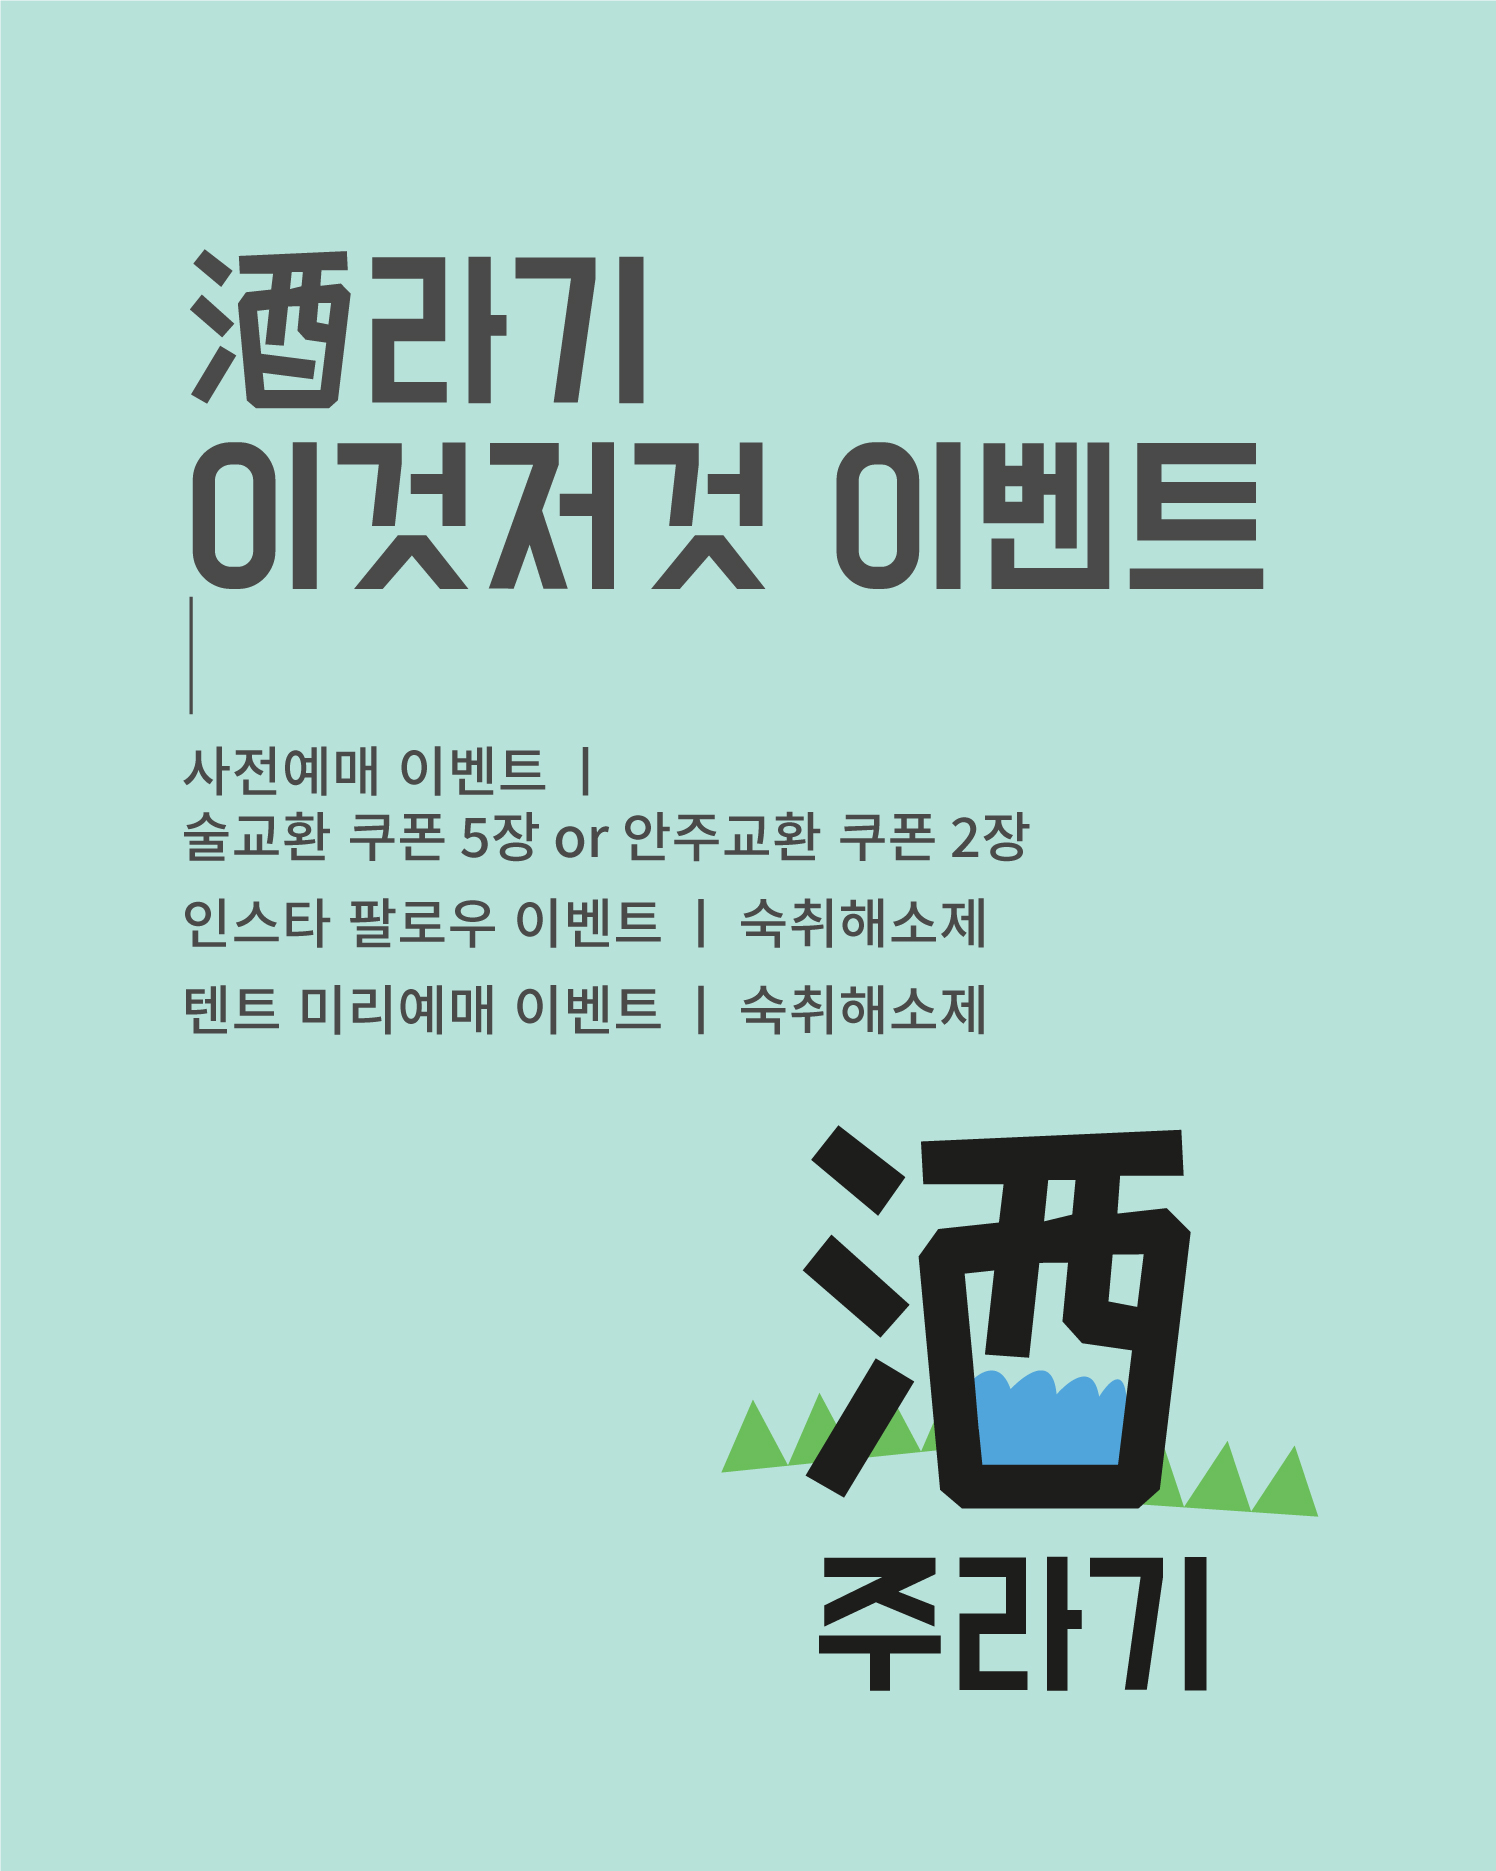 酒라기
이것저것 이벤트
사전예매 이벤트 ㅣ
술교환 쿠폰 5장 or 안주교환 쿠폰 2장
인스타 팔로우 이벤트 ㅣ 숙취해소제
텐트 미리예매 이벤트 ㅣ 숙취해소제
酒
주라기